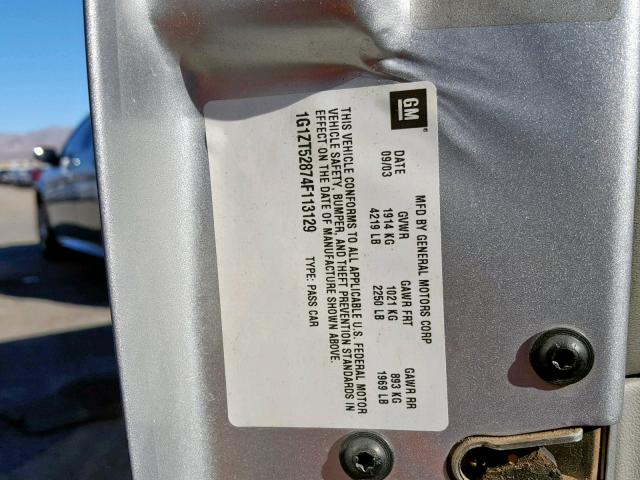 GM
MFD BY GENERAL MOTORS CORP
DATE GVWR GAWR FRT GAWR RR
09/03 1914 KG 1021 KG 893 KG
4219 LB 2250 LB 1969 LB
THIS VEHICLE CONFORMS TO ALL APPLICABLE U.S. FEDERAL MOTOR
VEHICLE SAFETY, BUMPER, AND THEFT PREVENTION STANDARDS IN
EFFECT ON THE DATE OF MANUFACTURE SHOWN ABOVE.
1G1ZT52874F113129 TYPE: PASS CAR